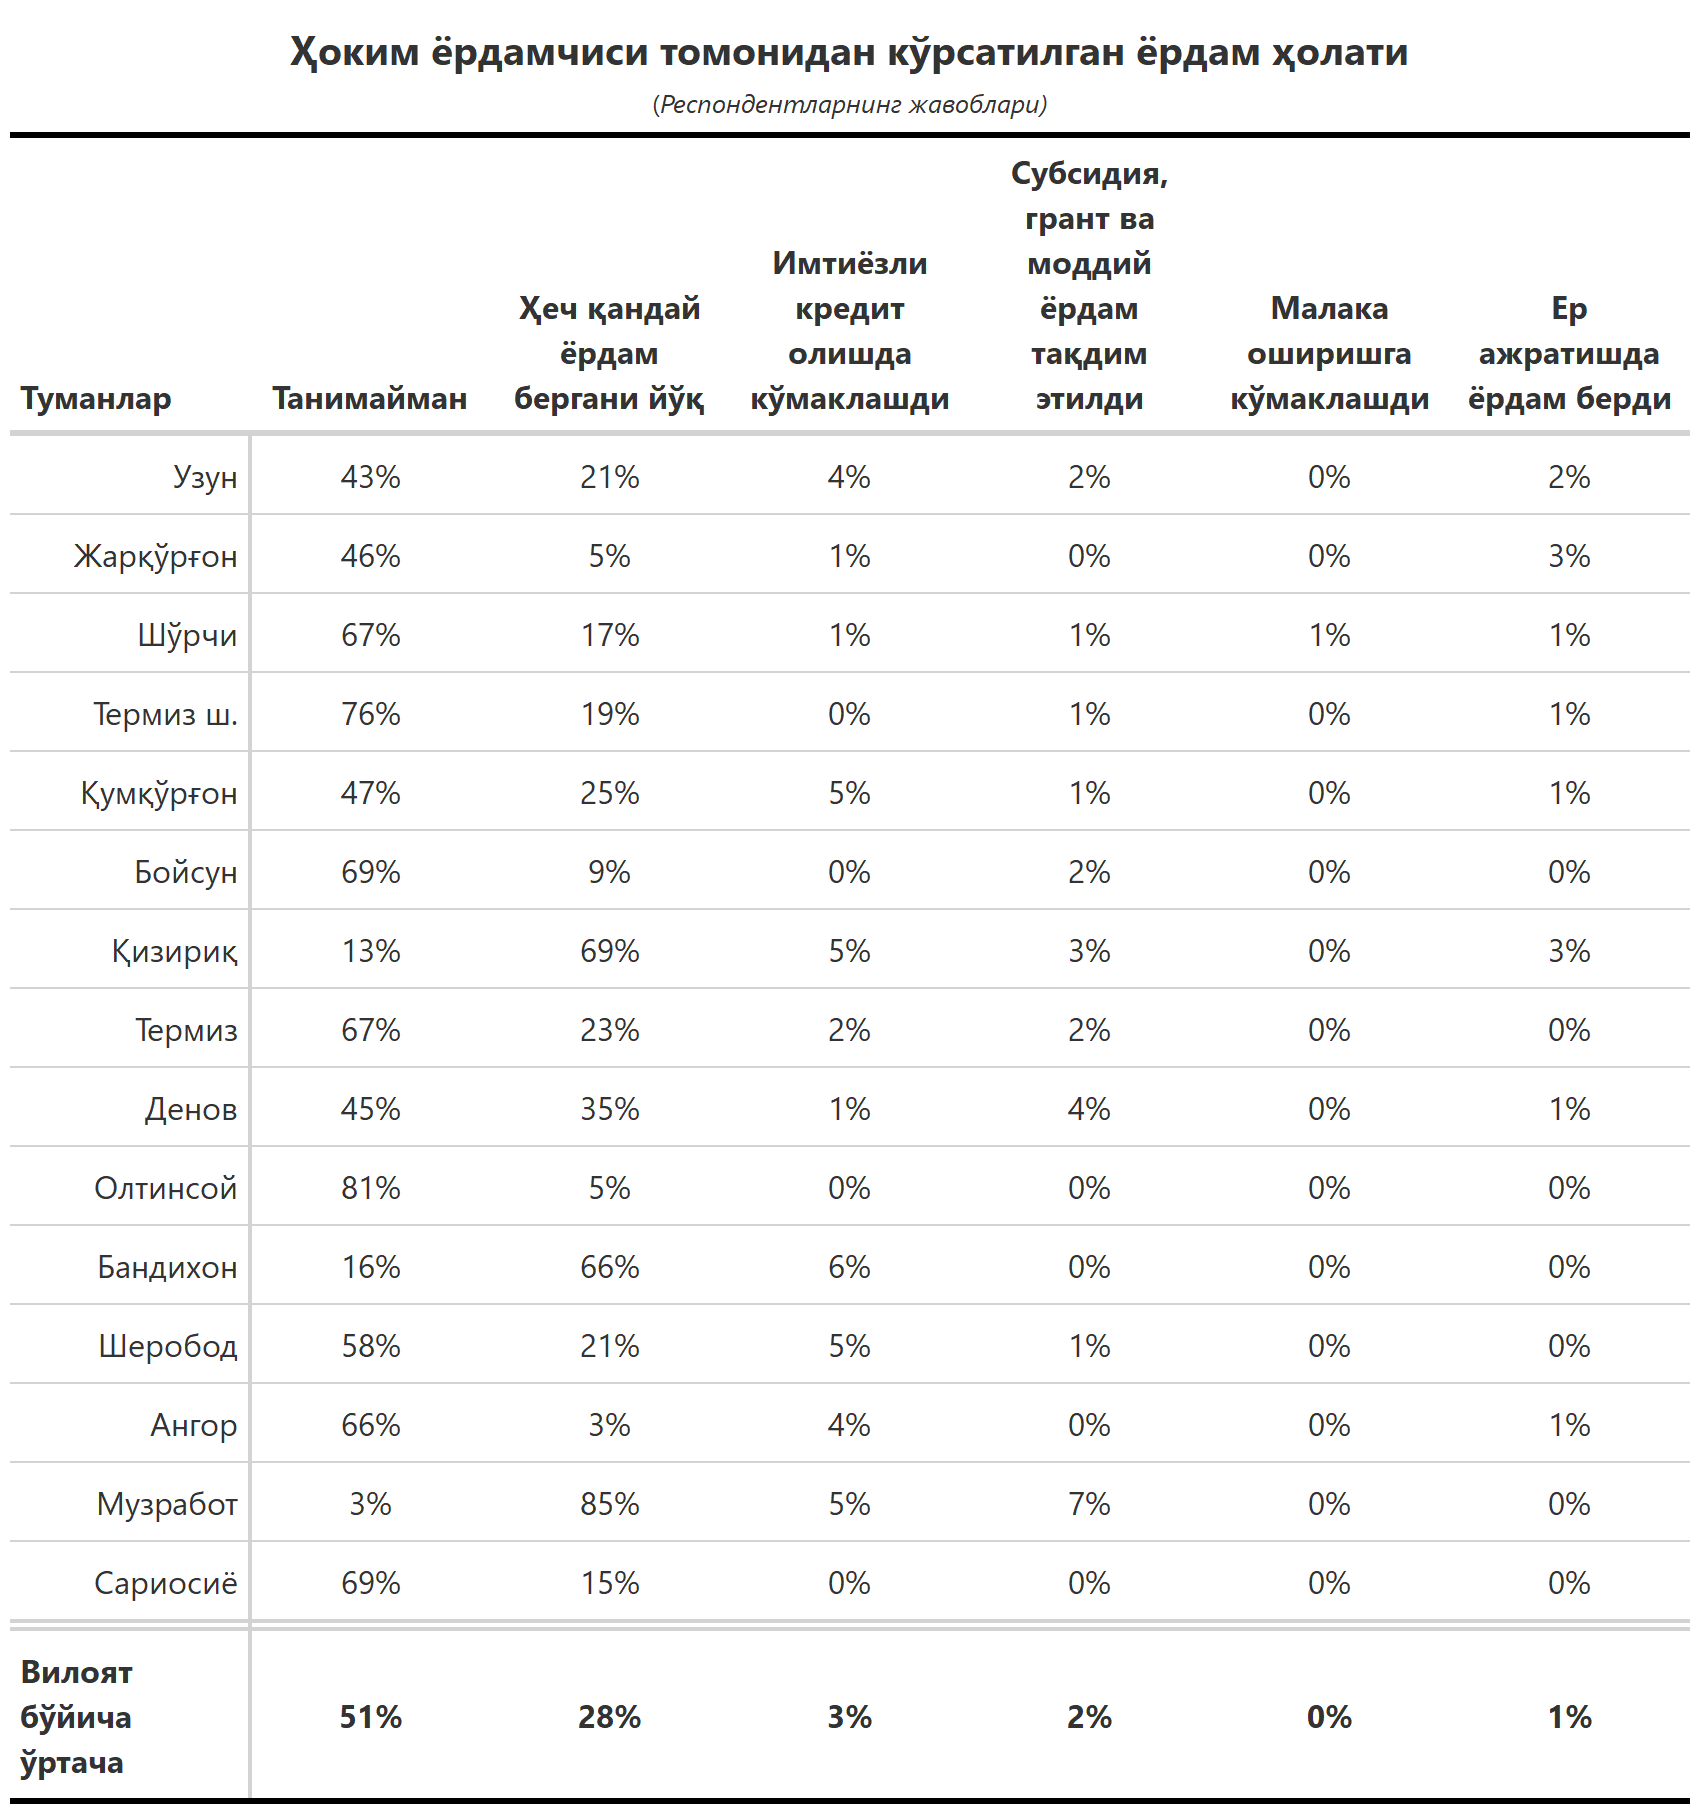 Ҳоким ёрдамчиси томонидан кўрсатилган ёрдам ҳолати
(Респондентларнинг жавоблари)
Туманлар
Танимайман
Ҳеч қандай
ёрдам
бергани йўқ
Имтиёзли
кредит
олишда
кўмаклашди
Субсидия,
грант ва
моддий
ёрдам
тақдим
этилди
Малака
оширишга
кўмаклашди
Ер
ажратишда
ёрдам берди
Узун 43% 21% 4% 2% 0% 2%
Жарқўрғон 46% 5% 1% 0% 0% 3%
Шўрчи 67% 17% 1% 1% 1% 1%
Термиз ш. 76% 19% 0% 1% 0% 1%
Қумқўрғон 47% 25% 5% 1% 0% 1%
Бойсун 69% 9% 0% 2% 0% 0%
Қизириқ 13% 69% 5% 3% 0% 3%
Термиз 67% 23% 2% 2% 0% 0%
Денов 45% 35% 1% 4% 0% 1%
Олтинсой 81% 5% 0% 0% 0% 0%
Бандихон 16% 66% 6% 0% 0% 0%
Шеробод 58% 21% 5% 1% 0% 0%
Ангор 66% 3% 4% 0% 0% 1%
Музработ 3% 85% 5% 7% 0% 0%
Сариосиё 69% 15% 0% 0% 0% 0%
Вилоят
бўйича
ўртача
51% 28% 3% 2% 0% 1%